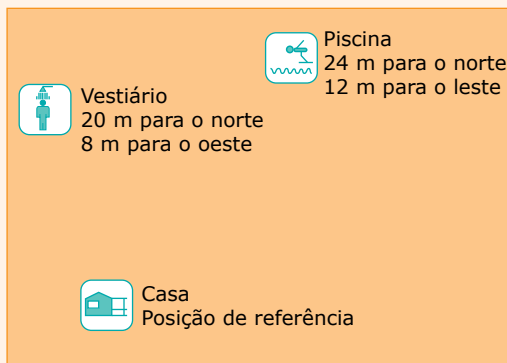 Piscina
24 m para o norte
12 m para o leste
Vestiário
20 m para o norte
8 m para o oeste
Casa
Posição de referência